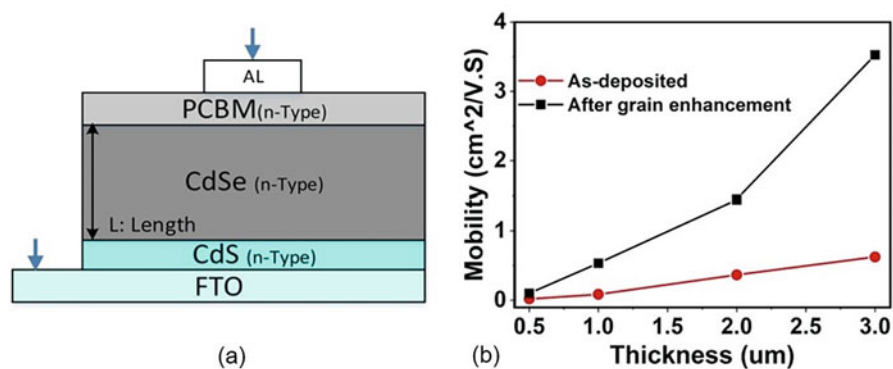 AL
PCBM(n-Type)
CdSe (n-Type)
L: Length
CdS (n-Type)
FTO
(a)
Mobility (cm^2/V.S)
As-deposited
After grain enhancement
4
3
2
1
0
0.5 1.0 1.5 2.0 2.5 3.0
Thickness (um)
(b)